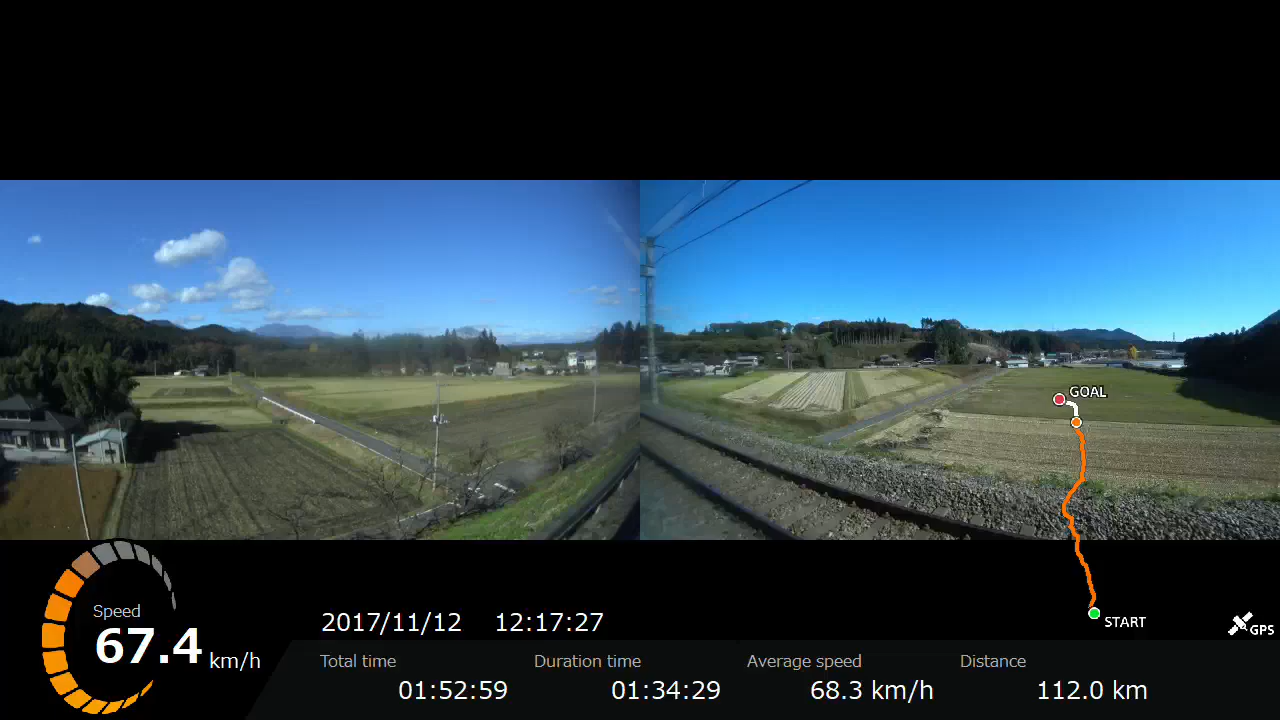 GOAL
START
GPS
Speed
67.4 km/h
2017/11/12 12:17:27
Total time
01:52:59
Duration time
01:34:29
Average speed
68.3 km/h
Distance
112.0 km